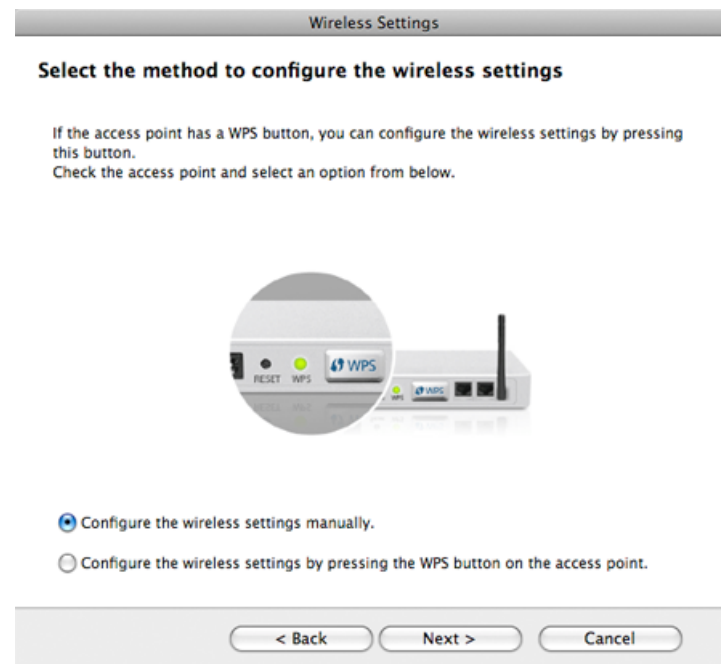 Wireless Settings
Select the method to configure the wireless settings
If the access point has a WPS button, you can configure the wireless settings by pressing
this button.
Check the access point and select an option from below.
RESET WPS WPS
WPS WPS
Configure the wireless settings manually.
Configure the wireless settings by pressing the WPS button on the access point.
< Back Next > Cancel